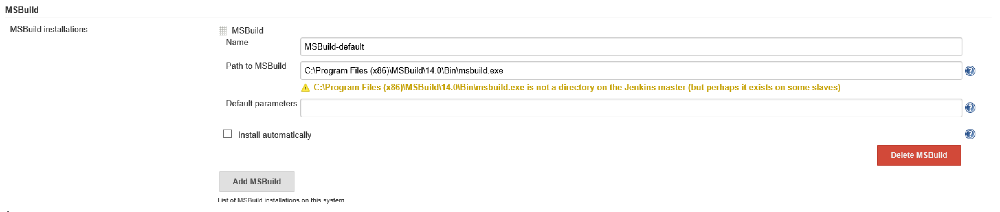 MSBuild
MSBuild installations
MSBuild
Name
MSBuild-default
Path to MSBuild
C:\Program Files (x86)\MSBuild\14.0\Bin\msbuild.exe
C:\Program Files (x86)\MSBuild\14.0\Bin\msbuild.exe is not a directory on the Jenkins master (but perhaps it exists on some slaves)
Default parameters
Install automatically
Delete MSBuild
Add MSBuild
List of MSBuild installations on this system